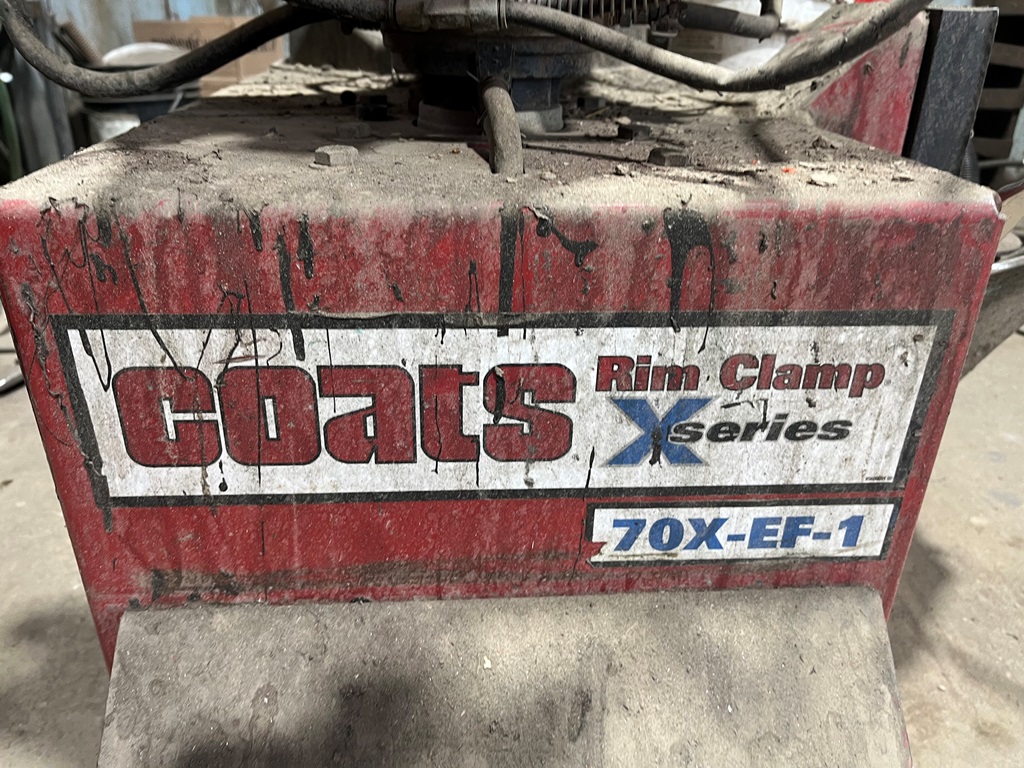 coats
Rim Clamp
X series
70X-EF-1